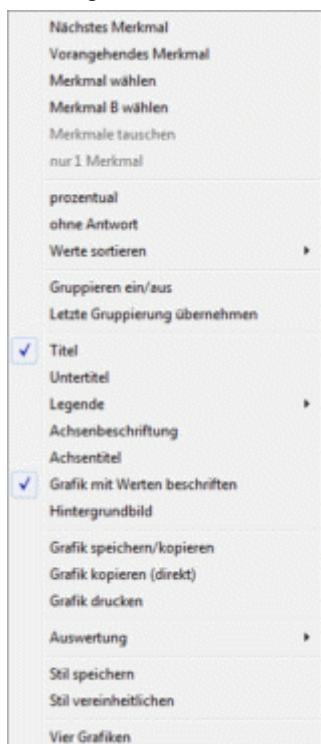 Nächstes Merkmal
Vorangehendes Merkmal
Merkmal wählen
Merkmal B wählen
Merkmale tauschen
nur 1 Merkmal
prozentual
ohne Antwort
Werte sortieren
Gruppieren ein/aus
Letzte Gruppierung übernehmen
Titel
Untertitel
Legende
Achsenbeschriftung
Achsentitel
Grafik mit Werten beschriften
Hintergrundbild
Grafik speichern/kopieren
Grafik kopieren (direkt)
Grafik drucken
Auswertung
Stil speichern
Stil vereinheitlichen
Vier Grafiken